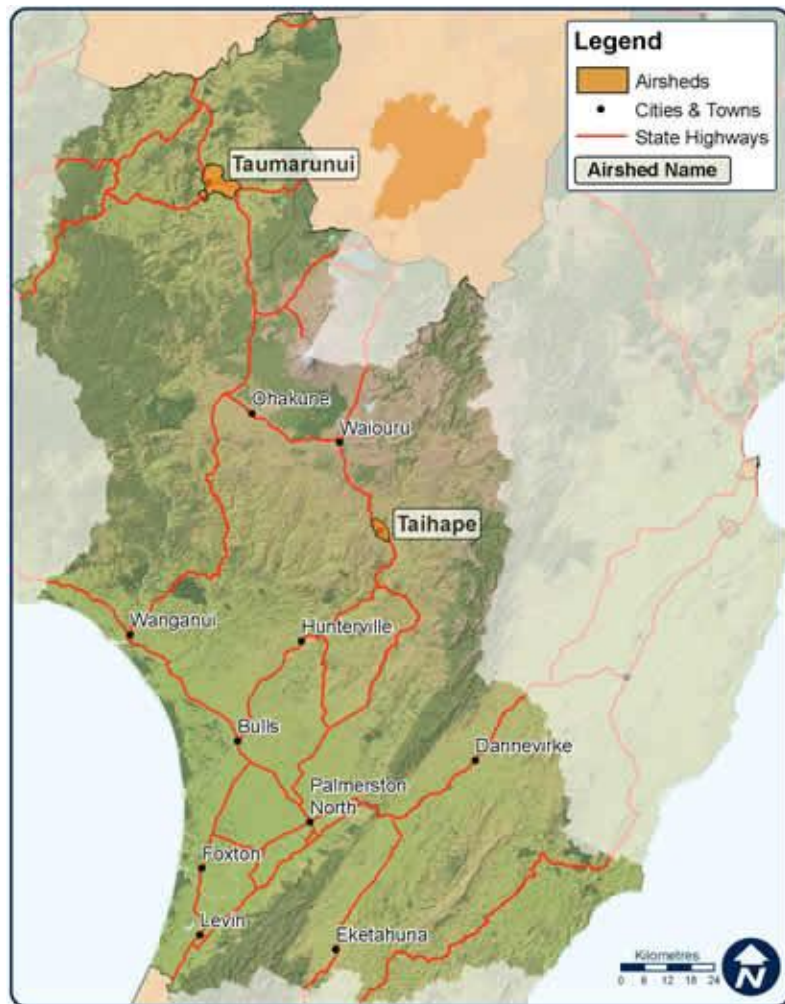 Legend
Airsheds
Cities & Towns
State Highways
Airshed Name
Taumarunui
Ohakune
Waiouru
Taihape
Wanganui
Hunterville
Bulls
Dannevirke
Palmerston
North
Foxton
Levin
Eketahuna
Kilometres
0 6 12 18 24
N